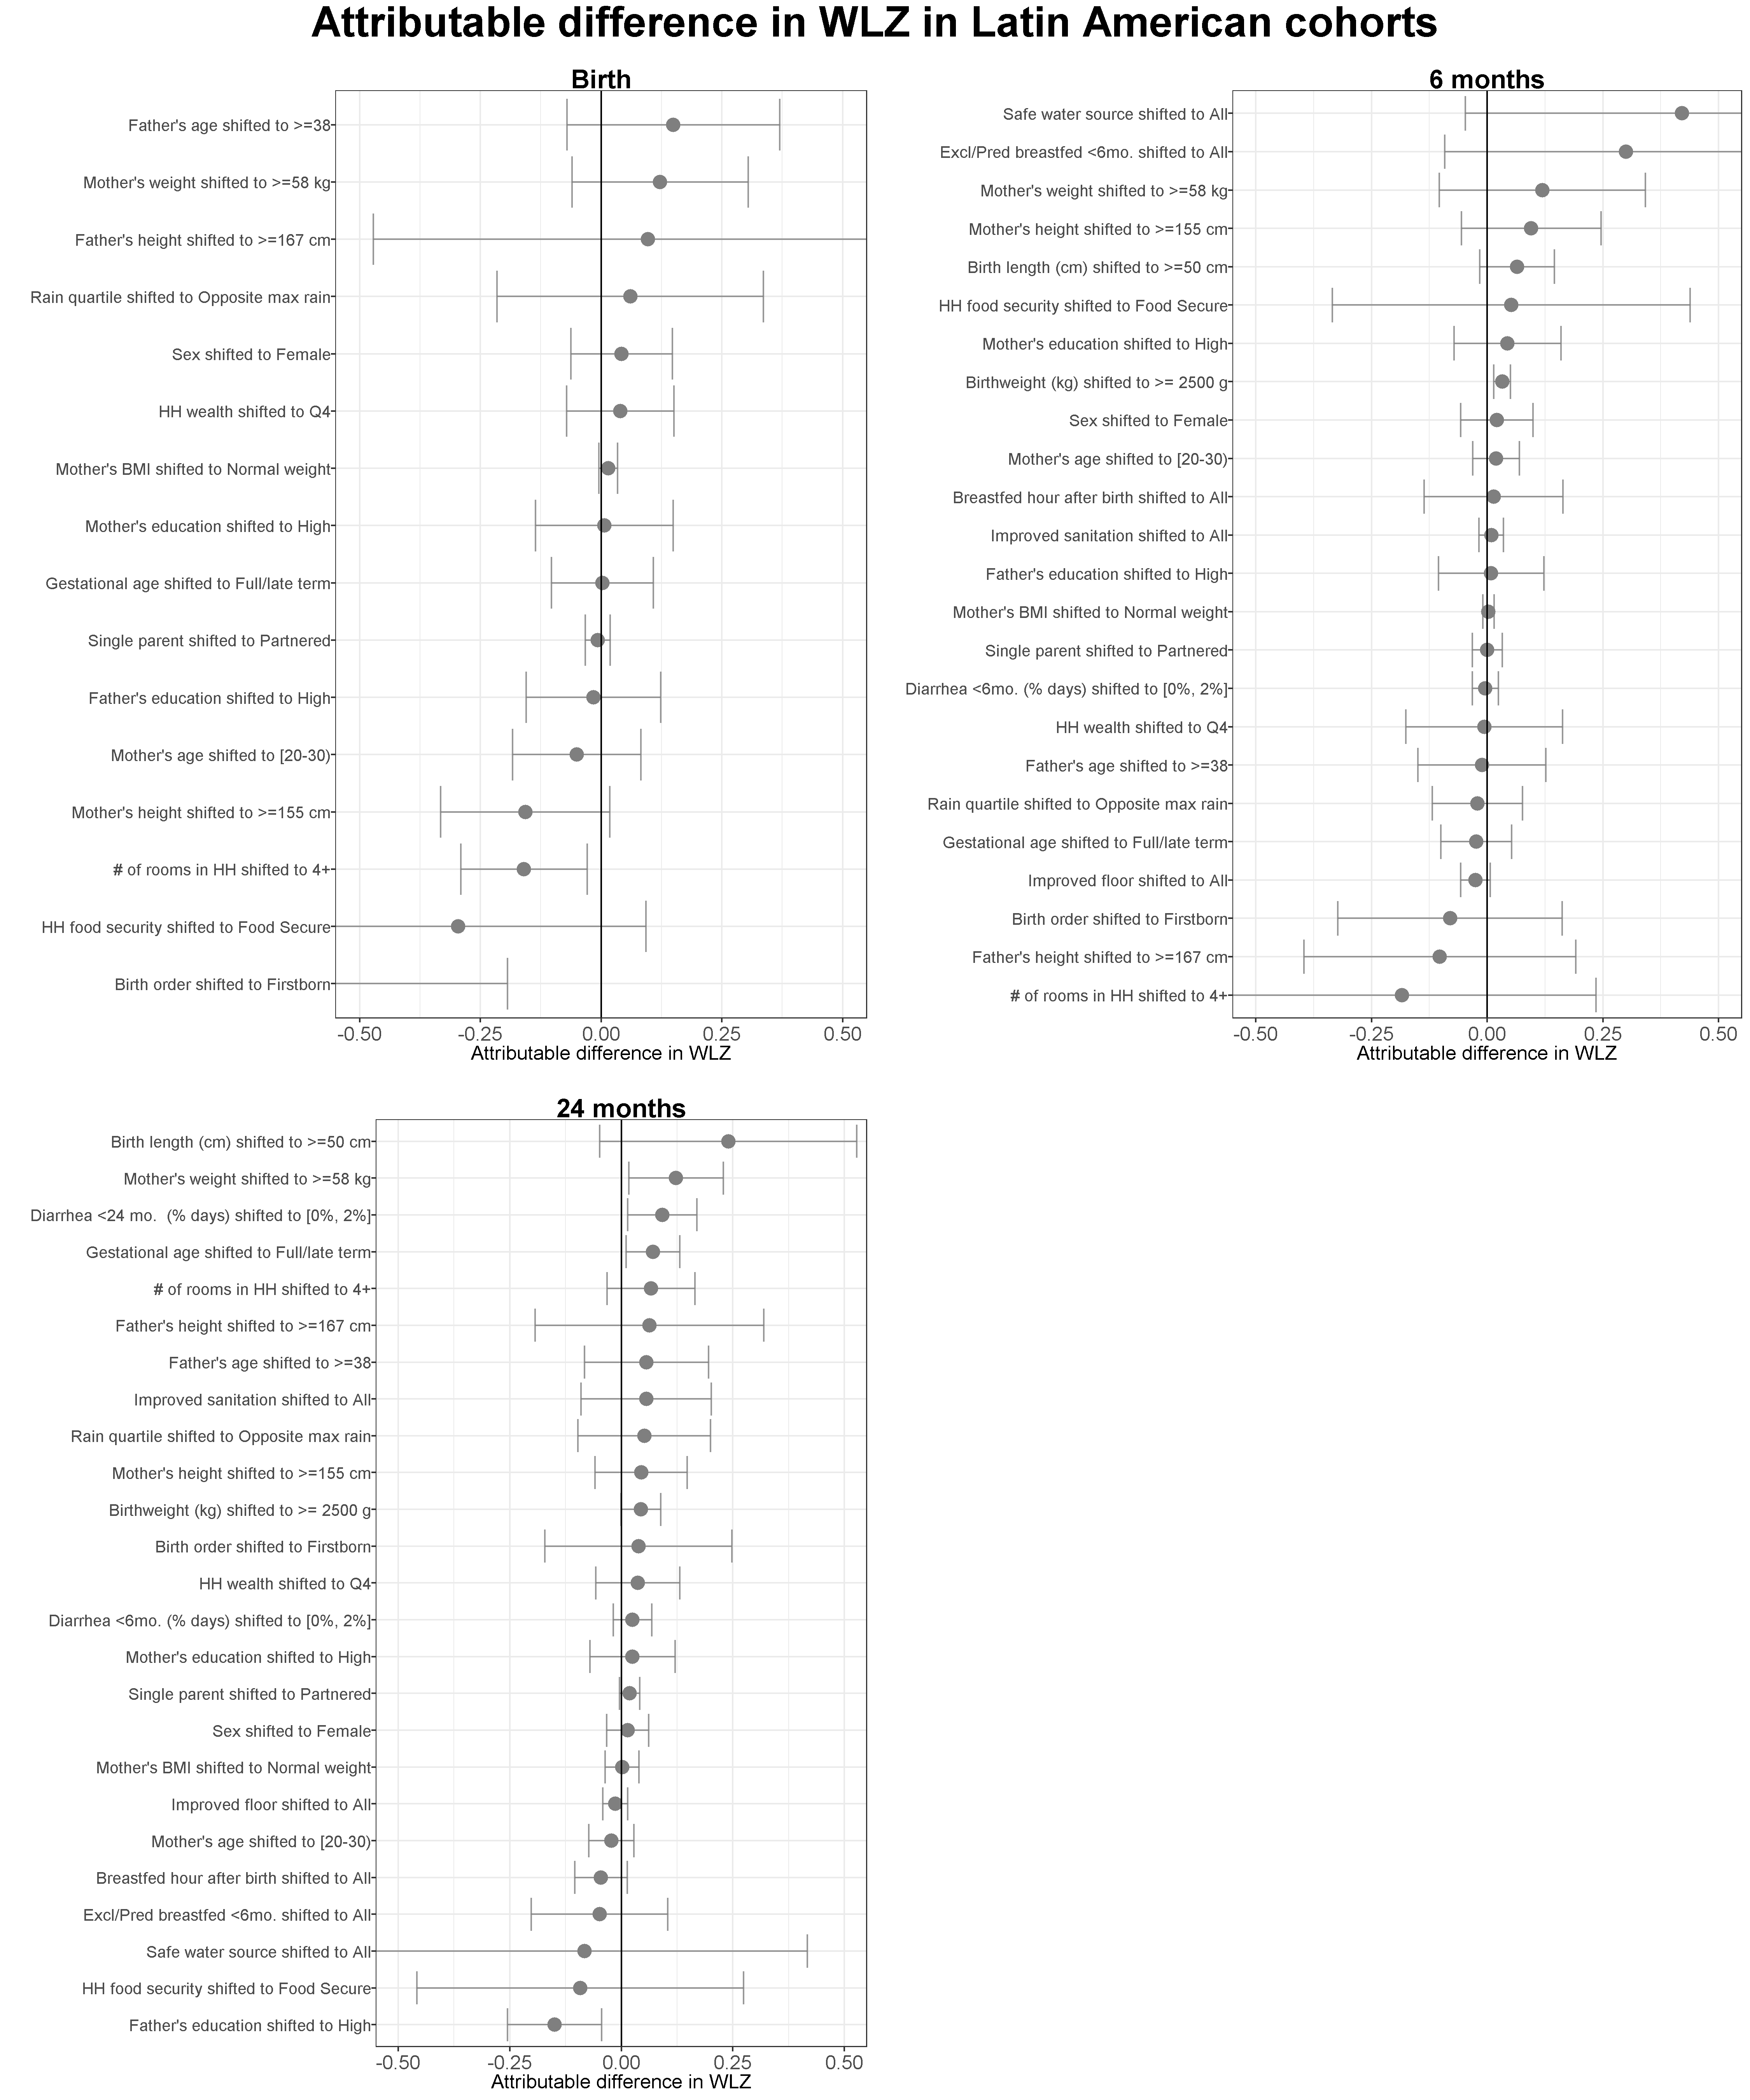 Attributable difference in WLZ in Latin American cohorts
Birth
Father's age shifted to >=38
Mother's weight shifted to >=58 kg
Father's height shifted to >=167 cm
Rain quartile shifted to Opposite max rain
Sex shifted to Female
HH wealth shifted to Q4
Mother's BMI shifted to Normal weight
Mother's education shifted to High
Gestational age shifted to Full/late term
Single parent shifted to Partnered
Father's education shifted to High
Mother's age shifted to [20-30)
Mother's height shifted to >=155 cm
# of rooms in HH shifted to 4+
HH food security shifted to Food Secure
Birth order shifted to Firstborn
-0.50 -0.25 0.00 0.25 0.50
Attributable difference in WLZ
6 months
Safe water source shifted to All
Excl/Pred breastfed <6mo. shifted to All
Mother's weight shifted to >=58 kg
Mother's height shifted to >=155 cm
Birth length (cm) shifted to >=50 cm
HH food security shifted to Food Secure
Mother's education shifted to High
Birthweight (kg) shifted to >= 2500 g
Sex shifted to Female
Mother's age shifted to [20-30)
Breastfed hour after birth shifted to All
Improved sanitation shifted to All
Father's education shifted to High
Mother's BMI shifted to Normal weight
Single parent shifted to Partnered
Diarrhea <6mo. (% days) shifted to [0%, 2%]
HH wealth shifted to Q4
Father's age shifted to >=38
Rain quartile shifted to Opposite max rain
Gestational age shifted to Full/late term
Improved floor shifted to All
Birth order shifted to Firstborn
Father's height shifted to >=167 cm
# of rooms in HH shifted to 4+
-0.50 -0.25 0.00 0.25 0.50
Attributable difference in WLZ
24 months
Birth length (cm) shifted to >=50 cm
Mother's weight shifted to >=58 kg
Diarrhea <24 mo.  (% days) shifted to [0%, 2%]
Gestational age shifted to Full/late term
# of rooms in HH shifted to 4+
Father's height shifted to >=167 cm
Father's age shifted to >=38
Improved sanitation shifted to All
Rain quartile shifted to Opposite max rain
Mother's height shifted to >=155 cm
Birthweight (kg) shifted to >= 2500 g
Birth order shifted to Firstborn
HH wealth shifted to Q4
Diarrhea <6mo. (% days) shifted to [0%, 2%]
Mother's education shifted to High
Single parent shifted to Partnered
Sex shifted to Female
Mother's BMI shifted to Normal weight
Improved floor shifted to All
Mother's age shifted to [20-30)
Breastfed hour after birth shifted to All
Excl/Pred breastfed <6mo. shifted to All
Safe water source shifted to All
HH food security shifted to Food Secure
Father's education shifted to High
-0.50 -0.25 0.00 0.25 0.50
Attributable difference in WLZ